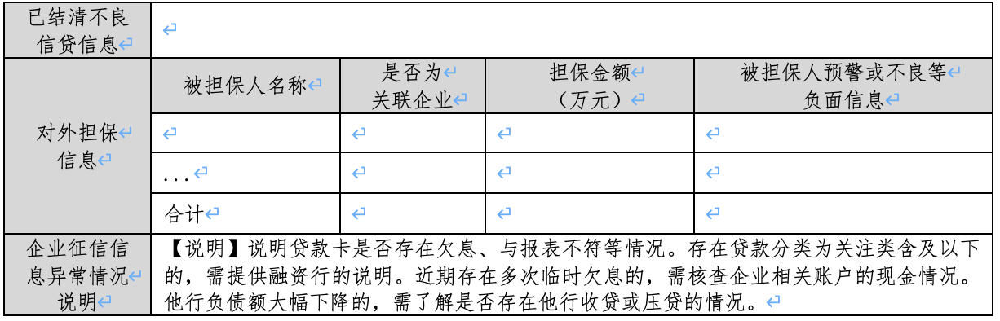 已结清不良
信贷信息
对外担保
信息
被担保人名称
是否为
关联企业
担保金额
（万元）
被担保人预警或不良等
负面信息
...
合计
企业征信信
息异常情况
说明
【说明】说明贷款卡是否存在欠息、与报表不符等情况。存在贷款分类为关注类含及以下
的，需提供融资行的说明。近期存在多次临时欠息的，需核查企业相关账户的现金情况。
他行负债额大幅下降的，需了解是否存在他行收贷或压贷的情况。